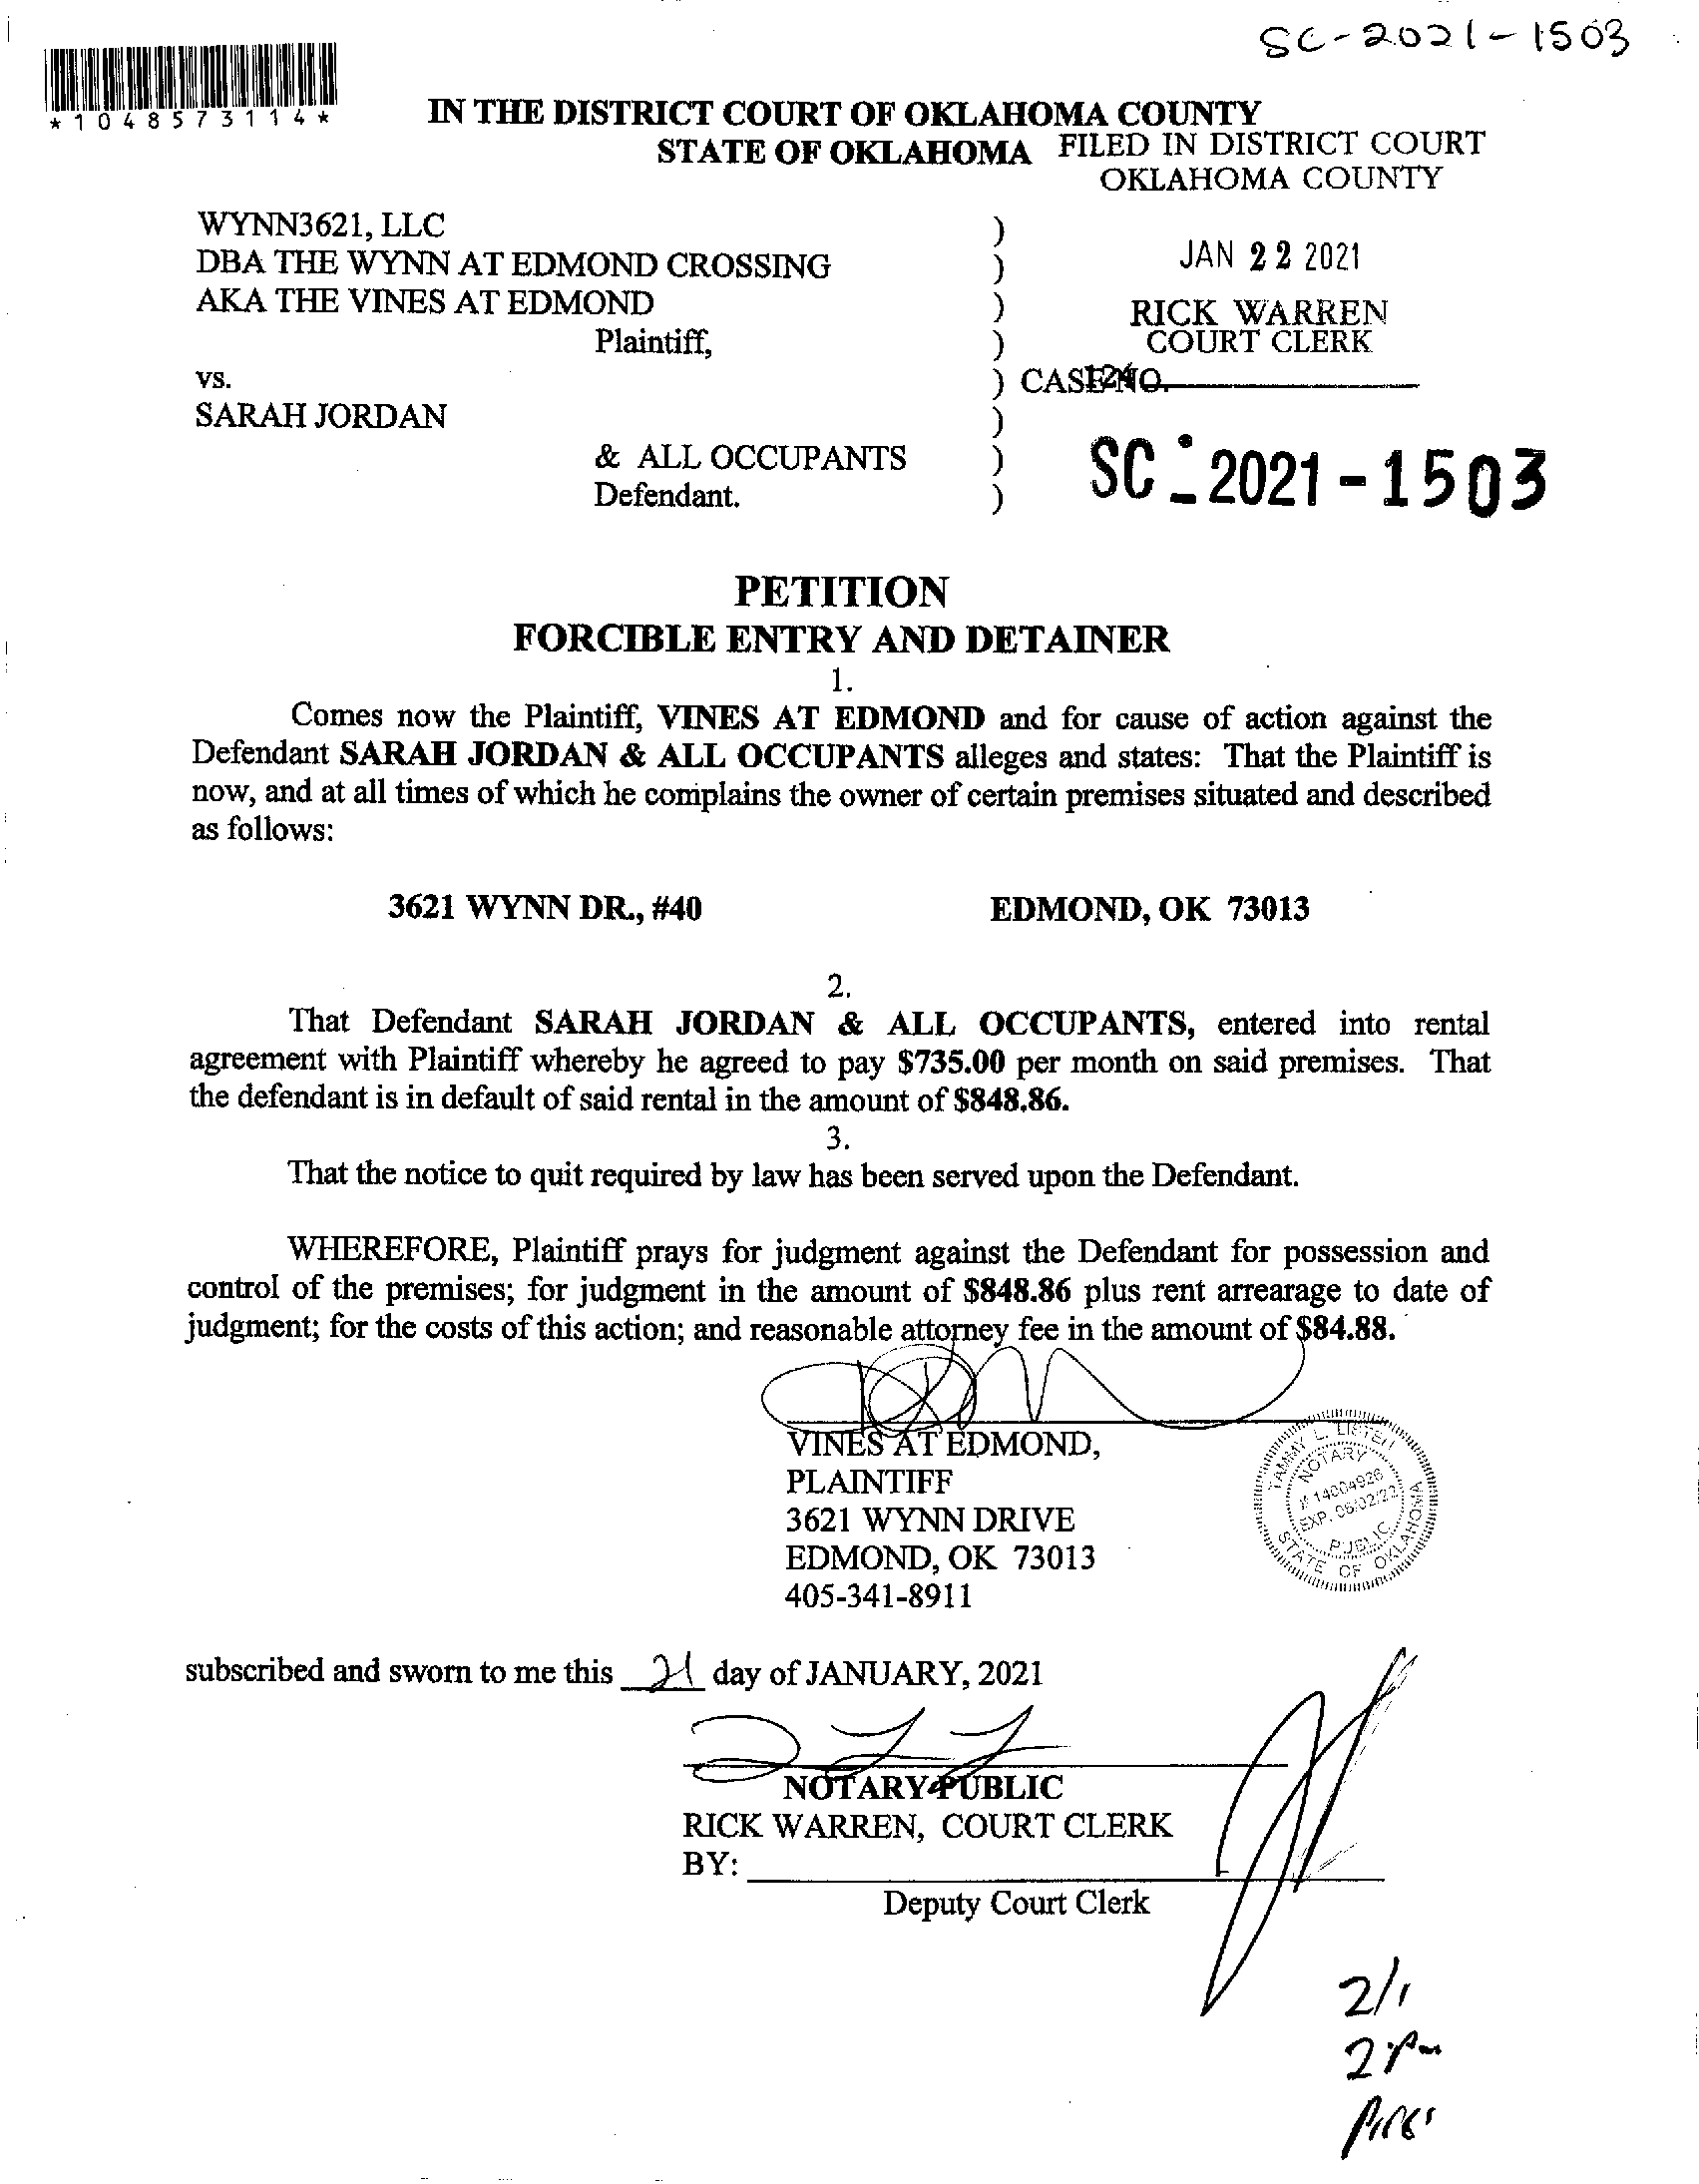 SC-2021-1503
*1048573114*
IN THE DISTRICT COURT OF OKLAHOMA COUNTY
STATE OF OKLAHOMA
FILED IN DISTRICT COURT
OKLAHOMA COUNTY
WYNN3621, LLC )
DBA THE WYNN AT EDMOND CROSSING )
JAN 22 2021
AKA THE VINES AT EDMOND )
Plaintiff, )
RICK WARREN
COURT CLERK
vs. ) CASE NO.
SARAH JORDAN )
& ALL OCCUPANTS )
Defendant. )
SC - 2021 - 1503
PETITION
FORCIBLE ENTRY AND DETAINER
1.
Comes now the Plaintiff, VINES AT EDMOND and for cause of action against the
Defendant SARAH JORDAN & ALL OCCUPANTS alleges and states: That the Plaintiff is
now, and at all times of which he complains the owner of certain premises situated and described
as follows:
3621 WYNN DR., #40 EDMOND, OK 73013
2.
That Defendant SARAH JORDAN & ALL OCCUPANTS, entered into rental
agreement with Plaintiff whereby he agreed to pay $735.00 per month on said premises. That
the defendant is in default of said rental in the amount of $848.86.
3.
That the notice to quit required by law has been served upon the Defendant.
WHEREFORE, Plaintiff prays for judgment against the Defendant for possession and
control of the premises; for judgment in the amount of $848.86 plus rent arrearage to date of
judgment; for the costs of this action; and reasonable attorney fee in the amount of $84.88.
VINES AT EDMOND,
PLAINTIFF
3621 WYNN DRIVE
EDMOND, OK 73013
405-341-8911
TAMMY L.
NOTARY
# 14004926
EXP. 06/02/22
PUBLIC
STATE OF OKLAHOMA
subscribed and sworn to me this 21 day of JANUARY, 2021
NOTARY PUBLIC
RICK WARREN, COURT CLERK
BY:
Deputy Court Clerk
2/1
2 pm